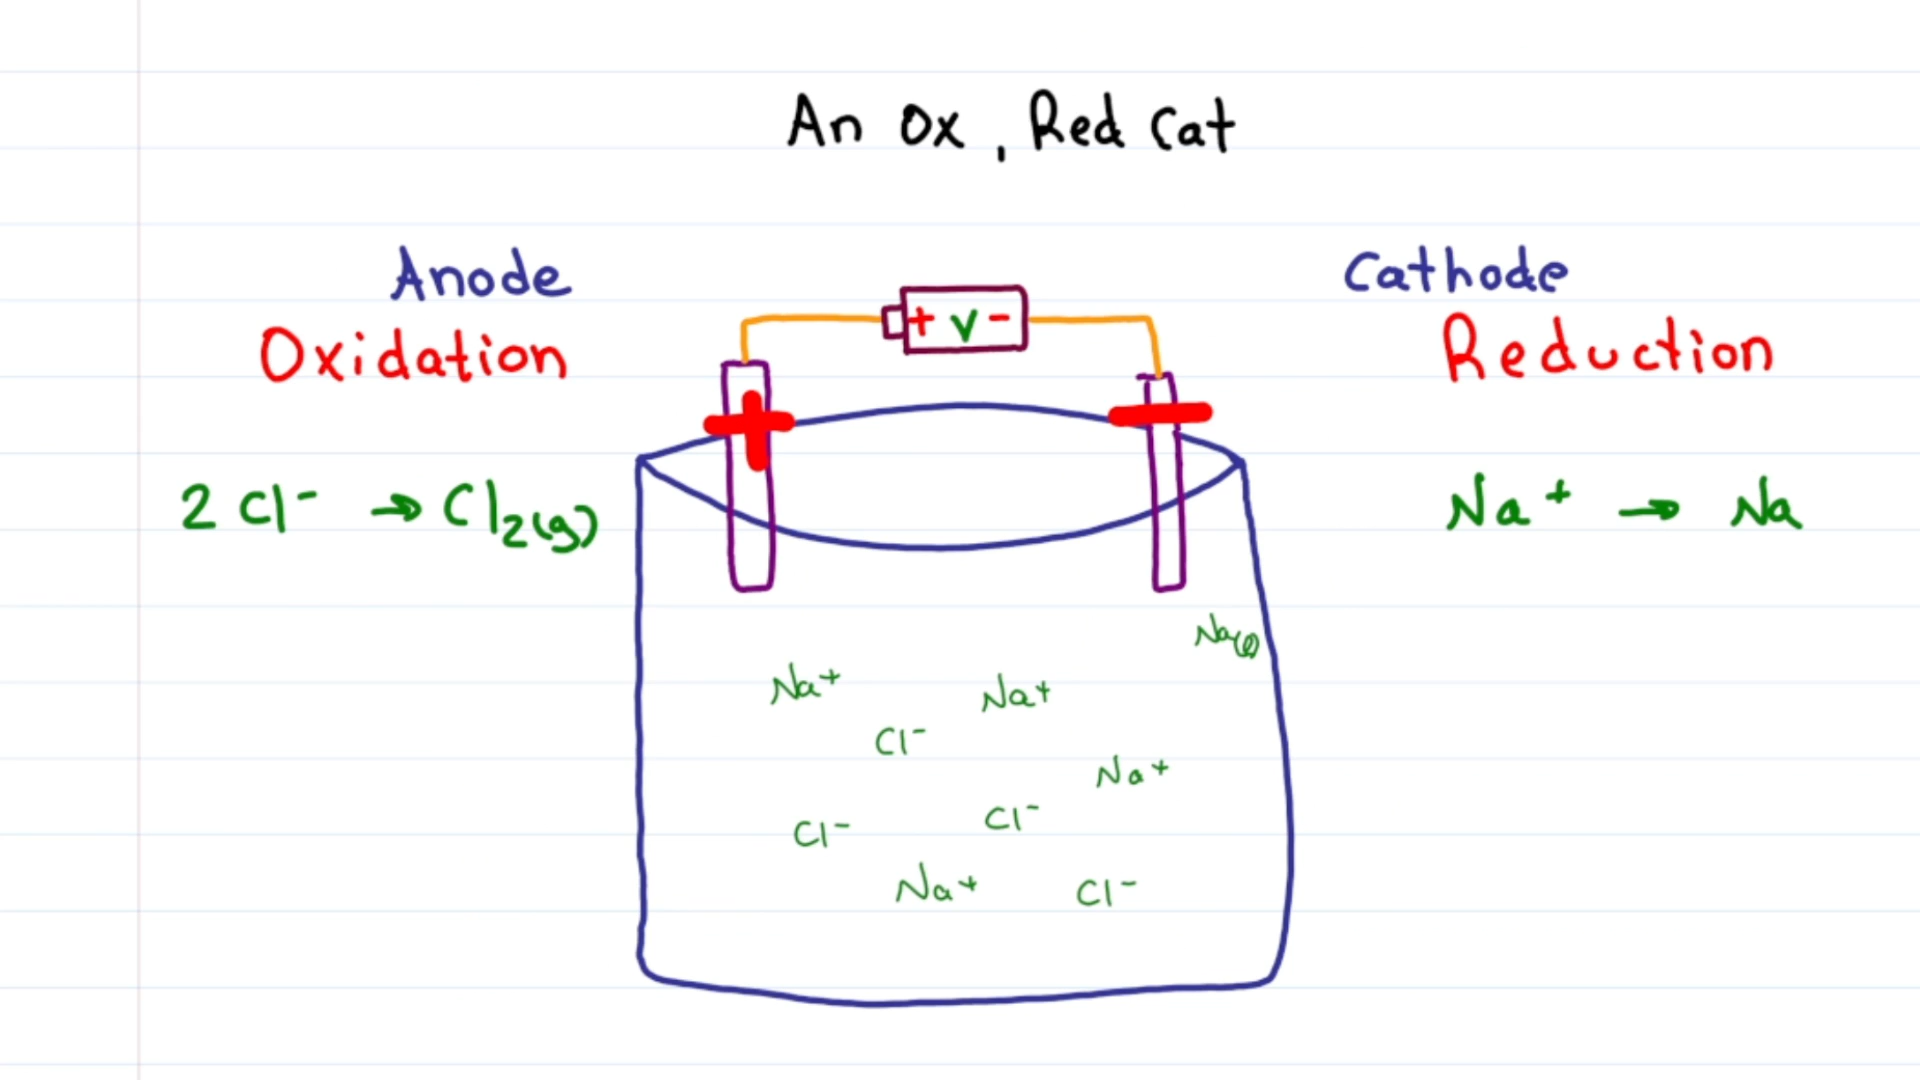 An Ox, Red Cat
Anode
Oxidation
Cathode
Reduction
+ V -
+
-
2 Cl⁻ → Cl₂(g)
Na⁺ → Na
Na(l)
Na⁺
Na⁺
Cl⁻
Na⁺
Cl⁻
Cl⁻
Na⁺
Cl⁻